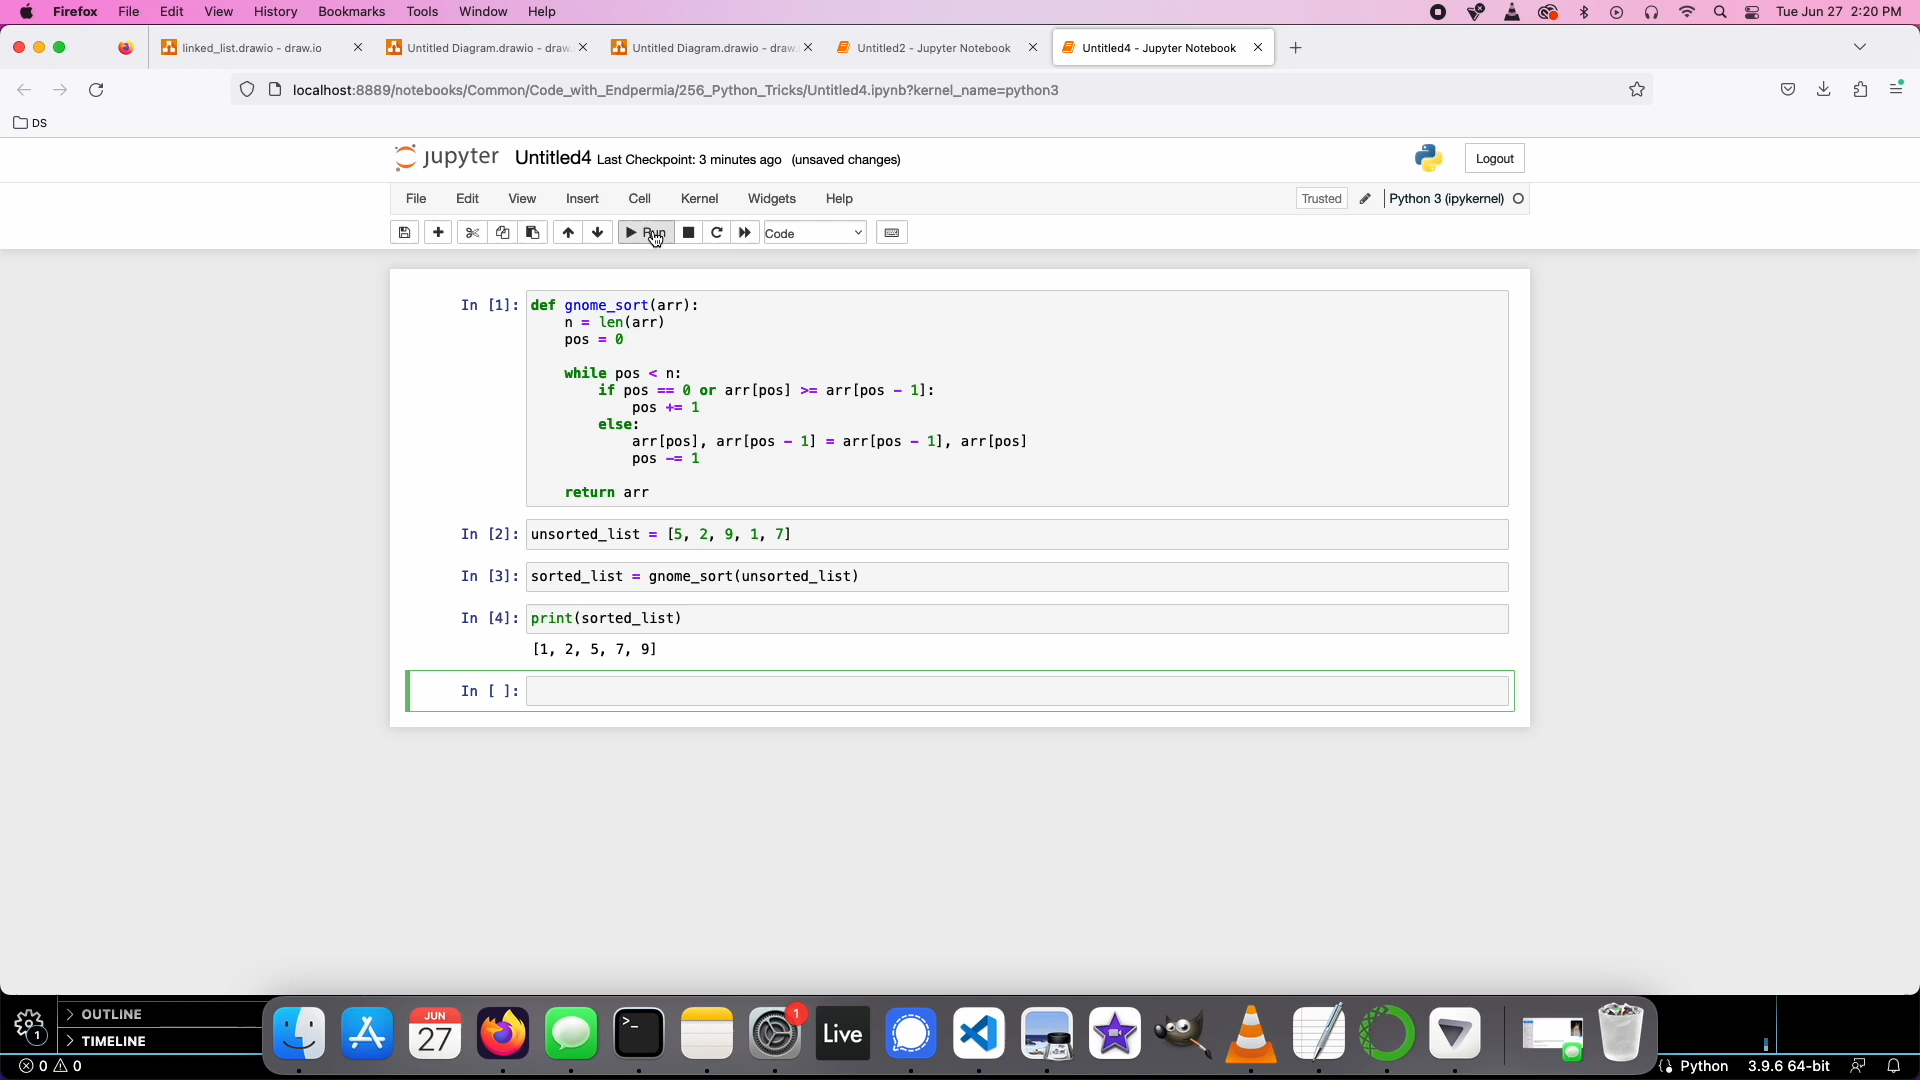 Firefox File Edit View History Bookmarks Tools Window Help Tue Jun 27 2:20 PM
linked_list.drawio - draw.io Untitled Diagram.drawio - draw. Untitled Diagram.drawio - draw. Untitled2 - Jupyter Notebook Untitled4 - Jupyter Notebook
localhost:8889/notebooks/Common/Code_with_Endpermia/256_Python_Tricks/Untitled4.ipynb?kernel_name=python3
DS
jupyter Untitled4 Last Checkpoint: 3 minutes ago (unsaved changes) Logout
File Edit View Insert Cell Kernel Widgets Help Trusted Python 3 (ipykernel)
Run Code
In [1]: def gnome_sort(arr):
n = len(arr)
pos = 0
while pos < n:
if pos == 0 or arr[pos] >= arr[pos - 1]:
pos += 1
else:
arr[pos], arr[pos - 1] = arr[pos - 1], arr[pos]
pos -= 1
return arr
In [2]: unsorted_list = [5, 2, 9, 1, 7]
In [3]: sorted_list = gnome_sort(unsorted_list)
In [4]: print(sorted_list)
[1, 2, 5, 7, 9]
In [ ]:
OUTLINE
TIMELINE
1
0 0
JUN
27
1
Live
Python 3.9.6 64-bit